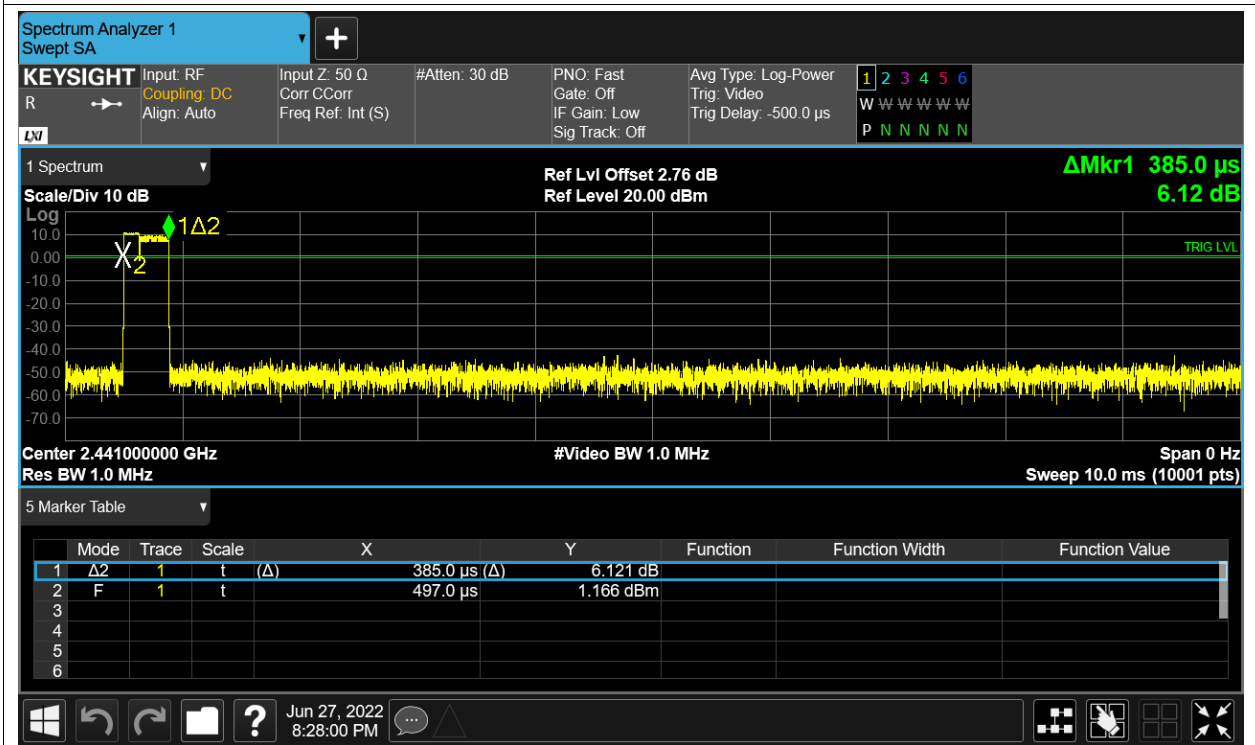 Spectrum Analyzer 1
Swept SA
+
KEYSIGHT Input: RF Input Z: 50 Ω #Atten: 30 dB PNO: Fast Avg Type: Log-Power 1 2 3 4 5 6
R Coupling: DC Corr CCorr Gate: Off Trig: Video W W W W W W
Align: Auto Freq Ref: Int (S) IF Gain: Low Trig Delay: -500.0 µs
LXI Sig Track: Off P N N N N N
1 Spectrum Ref Lvl Offset 2.76 dB ΔMkr1 385.0 µs
Scale/Div 10 dB Ref Level 20.00 dBm 6.12 dB
Log
1Δ2
10.0
TRIG LVL
0.00
X2
-10.0
-20.0
-30.0
-40.0
-50.0
-60.0
-70.0
Center 2.441000000 GHz #Video BW 1.0 MHz Span 0 Hz
Res BW 1.0 MHz Sweep 10.0 ms (10001 pts)
5 Marker Table
Mode Trace Scale X Y Function Function Width Function Value
1 Δ2 1 t (Δ) 385.0 µs (Δ) 6.121 dB
2 F 1 t 497.0 µs 1.166 dBm
3
4
5
6
? Jun 27, 2022
8:28:00 PM